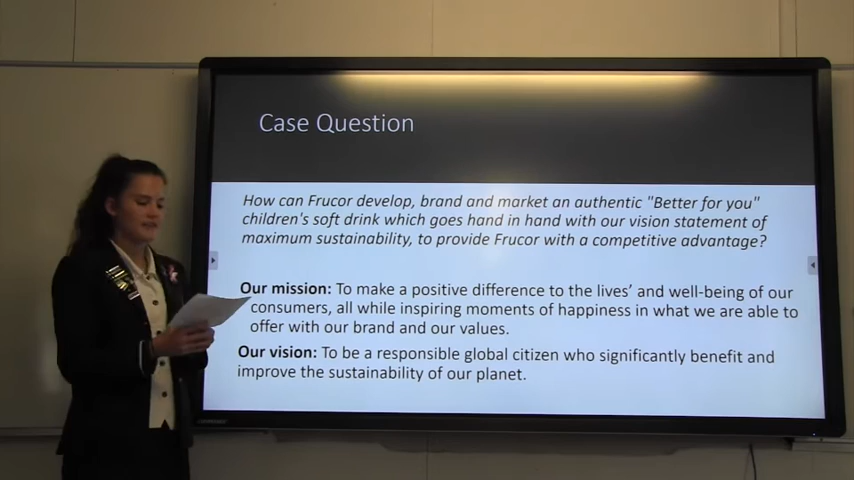 Case Question
How can Frucor develop, brand and market an authentic "Better for you"
children's soft drink which goes hand in hand with our vision statement of
maximum sustainability, to provide Frucor with a competitive advantage?
Our mission: To make a positive difference to the lives' and well-being of our
consumers, all while inspiring moments of happiness in what we are able to
offer with our brand and our values.
Our vision: To be a responsible global citizen who significantly benefit and
improve the sustainability of our planet.